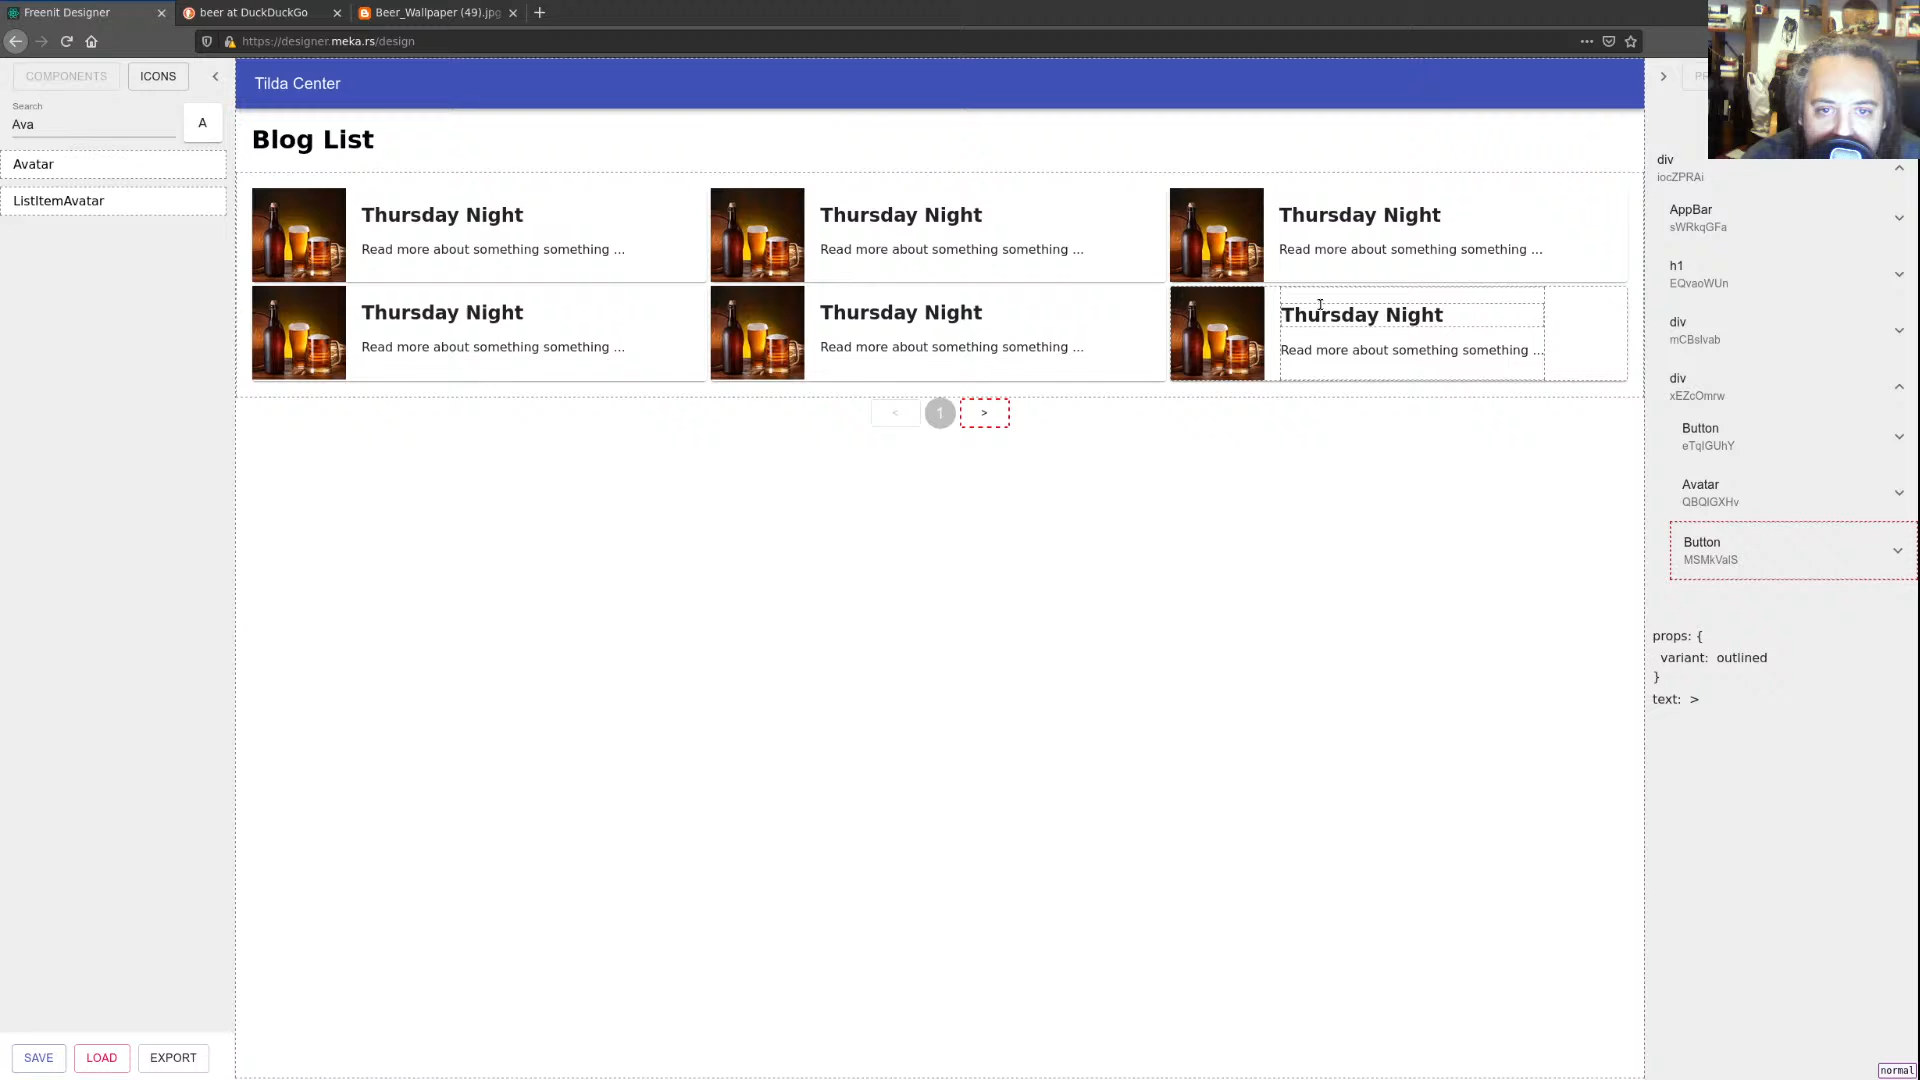 Freenit Designer
beer at DuckDuckGo
Beer_Wallpaper (49).jpg
https://designer.meka.rs/design
COMPONENTS
ICONS
Search
Ava
A
Avatar
ListItemAvatar
Tilda Center
Blog List
Thursday Night
Read more about something something ...
Thursday Night
Read more about something something ...
Thursday Night
Read more about something something ...
Thursday Night
Read more about something something ...
Thursday Night
Read more about something something ...
Thursday Night
Read more about something something ...
<
1
>
div
iocZPRAi
AppBar
sWRkqGFa
h1
EQvaoWUn
div
mCBslvab
div
xEZcOmrw
Button
eTqIGUhY
Avatar
QBQIGXHv
Button
MSMkValS
props: {
variant: outlined
}
text: >
SAVE
LOAD
EXPORT
normal